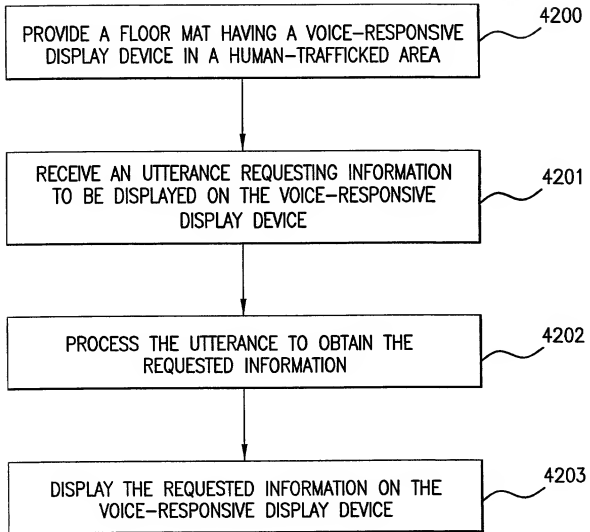 PROVIDE A FLOOR MAT HAVING A VOICE-RESPONSIVE
DISPLAY DEVICE IN A HUMAN-TRAFFICKED AREA
4200
RECEIVE AN UTTERANCE REQUESTING INFORMATION
TO BE DISPLAYED ON THE VOICE-RESPONSIVE
DISPLAY DEVICE
4201
PROCESS THE UTTERANCE TO OBTAIN THE
REQUESTED INFORMATION
4202
DISPLAY THE REQUESTED INFORMATION ON THE
VOICE-RESPONSIVE DISPLAY DEVICE
4203